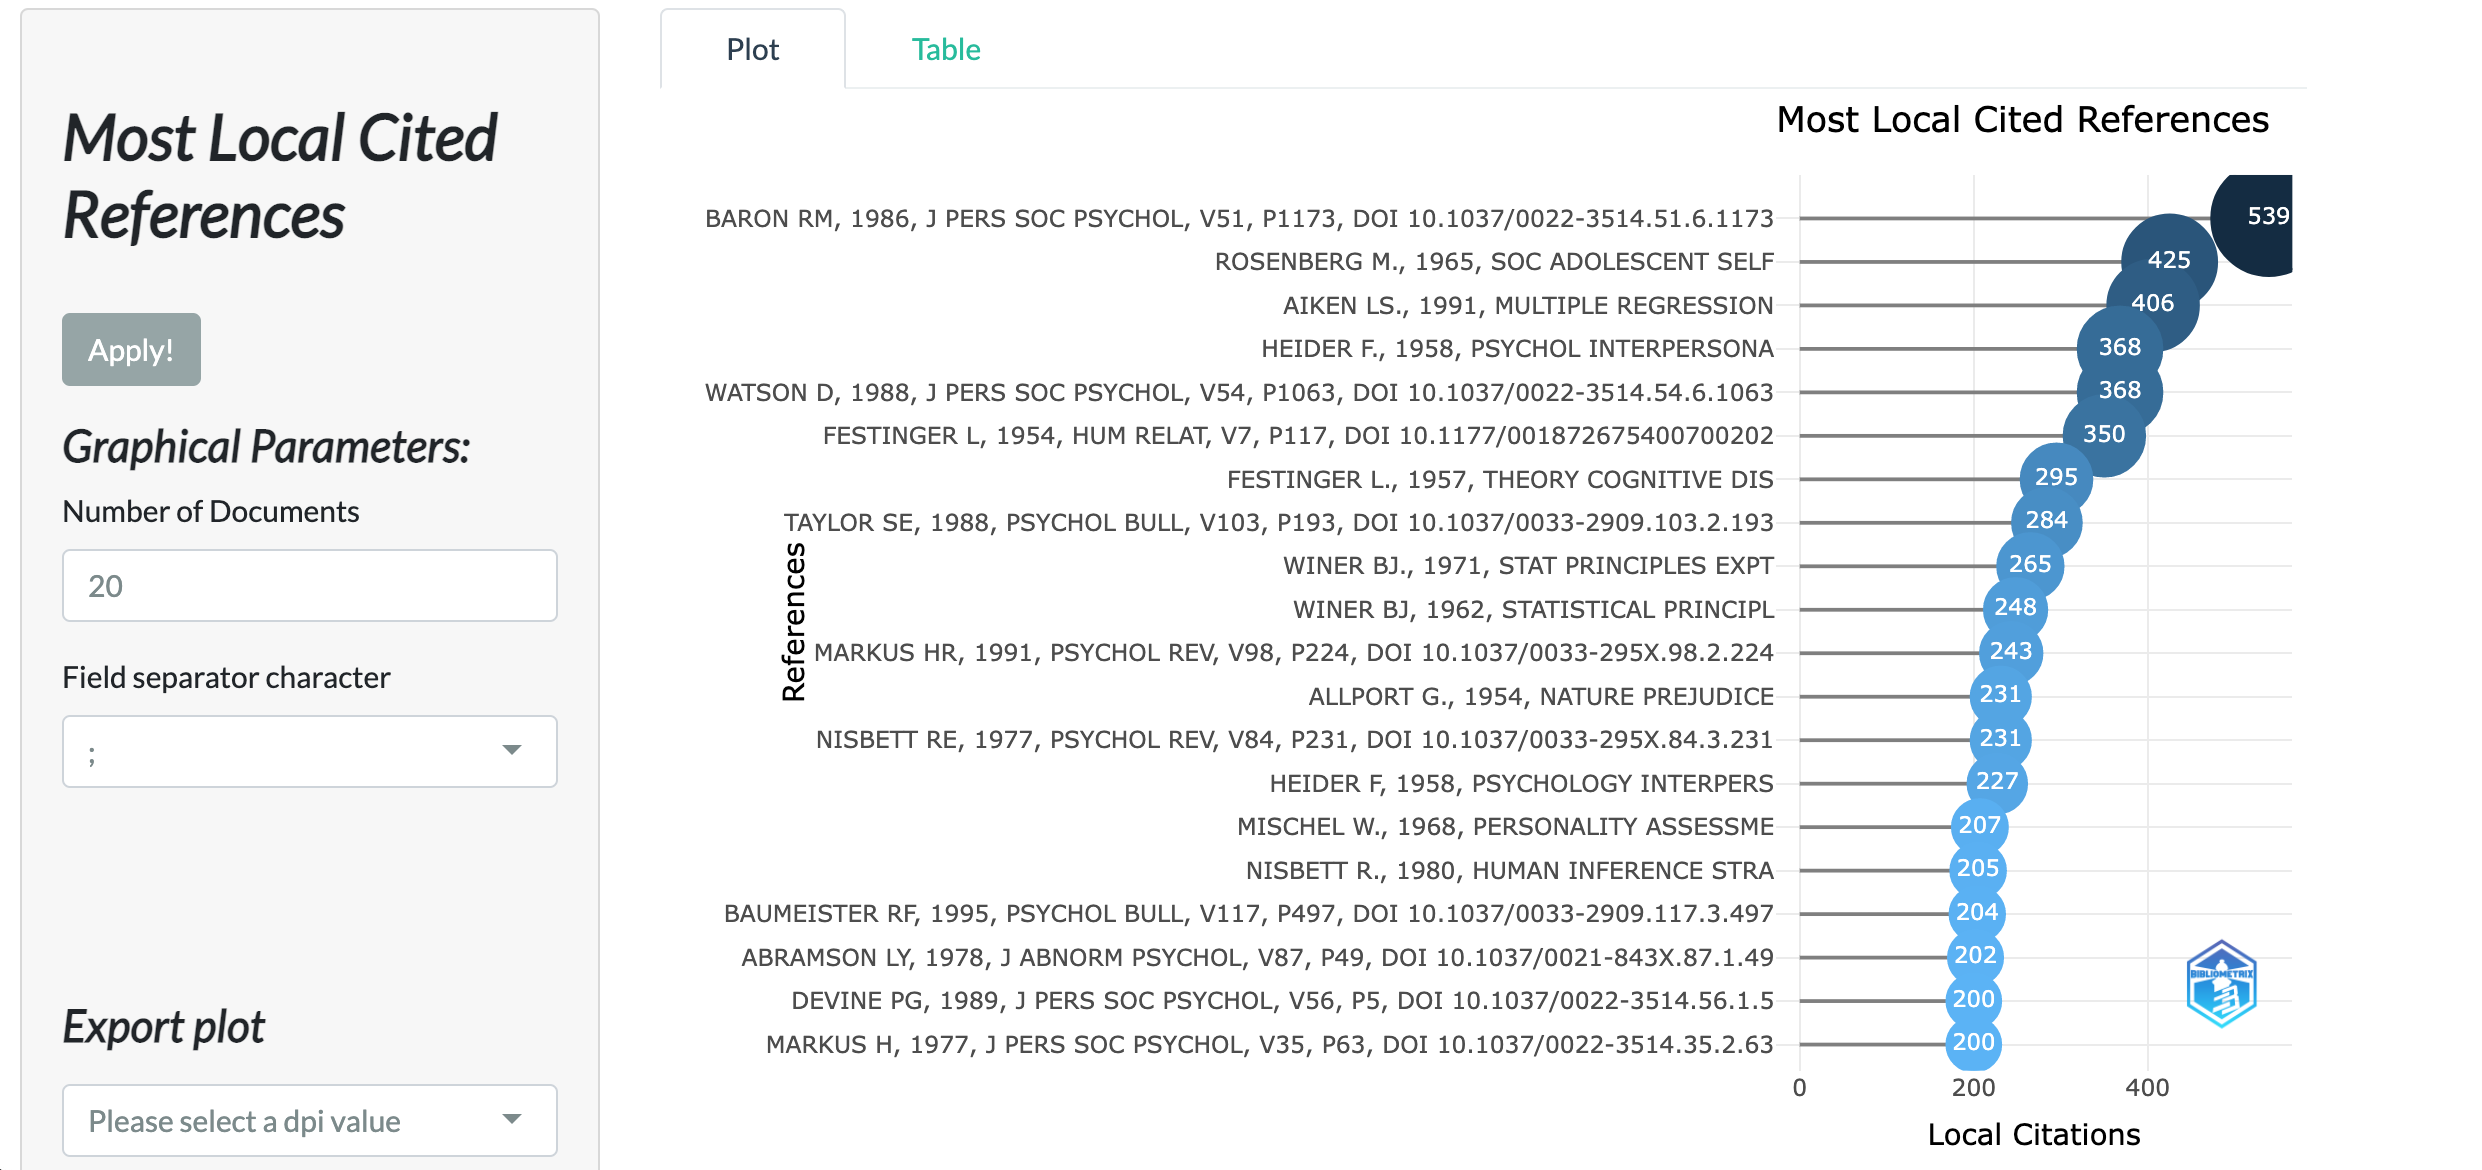 Most Local Cited
References
Apply!
Graphical Parameters:
Number of Documents
20
Field separator character
;
Export plot
Please select a dpi value
Plot
Table
Most Local Cited References
BARON RM, 1986, J PERS SOC PSYCHOL, V51, P1173, DOI 10.1037/0022-3514.51.6.1173 539
ROSENBERG M., 1965, SOC ADOLESCENT SELF 425
AIKEN LS., 1991, MULTIPLE REGRESSION 406
HEIDER F., 1958, PSYCHOL INTERPERSONA 368
WATSON D, 1988, J PERS SOC PSYCHOL, V54, P1063, DOI 10.1037/0022-3514.54.6.1063 368
FESTINGER L, 1954, HUM RELAT, V7, P117, DOI 10.1177/001872675400700202 350
FESTINGER L., 1957, THEORY COGNITIVE DIS 295
TAYLOR SE, 1988, PSYCHOL BULL, V103, P193, DOI 10.1037/0033-2909.103.2.193 284
WINER BJ., 1971, STAT PRINCIPLES EXPT 265
WINER BJ, 1962, STATISTICAL PRINCIPL 248
MARKUS HR, 1991, PSYCHOL REV, V98, P224, DOI 10.1037/0033-295X.98.2.224 243
ALLPORT G., 1954, NATURE PREJUDICE 231
NISBETT RE, 1977, PSYCHOL REV, V84, P231, DOI 10.1037/0033-295X.84.3.231 231
HEIDER F, 1958, PSYCHOLOGY INTERPERS 227
MISCHEL W., 1968, PERSONALITY ASSESSME 207
NISBETT R., 1980, HUMAN INFERENCE STRA 205
BAUMEISTER RF, 1995, PSYCHOL BULL, V117, P497, DOI 10.1037/0033-2909.117.3.497 204
ABRAMSON LY, 1978, J ABNORM PSYCHOL, V87, P49, DOI 10.1037/0021-843X.87.1.49 202
DEVINE PG, 1989, J PERS SOC PSYCHOL, V56, P5, DOI 10.1037/0022-3514.56.1.5 200
MARKUS H, 1977, J PERS SOC PSYCHOL, V35, P63, DOI 10.1037/0022-3514.35.2.63 200
References
0 200 400
Local Citations
BIBLIOMETRIX